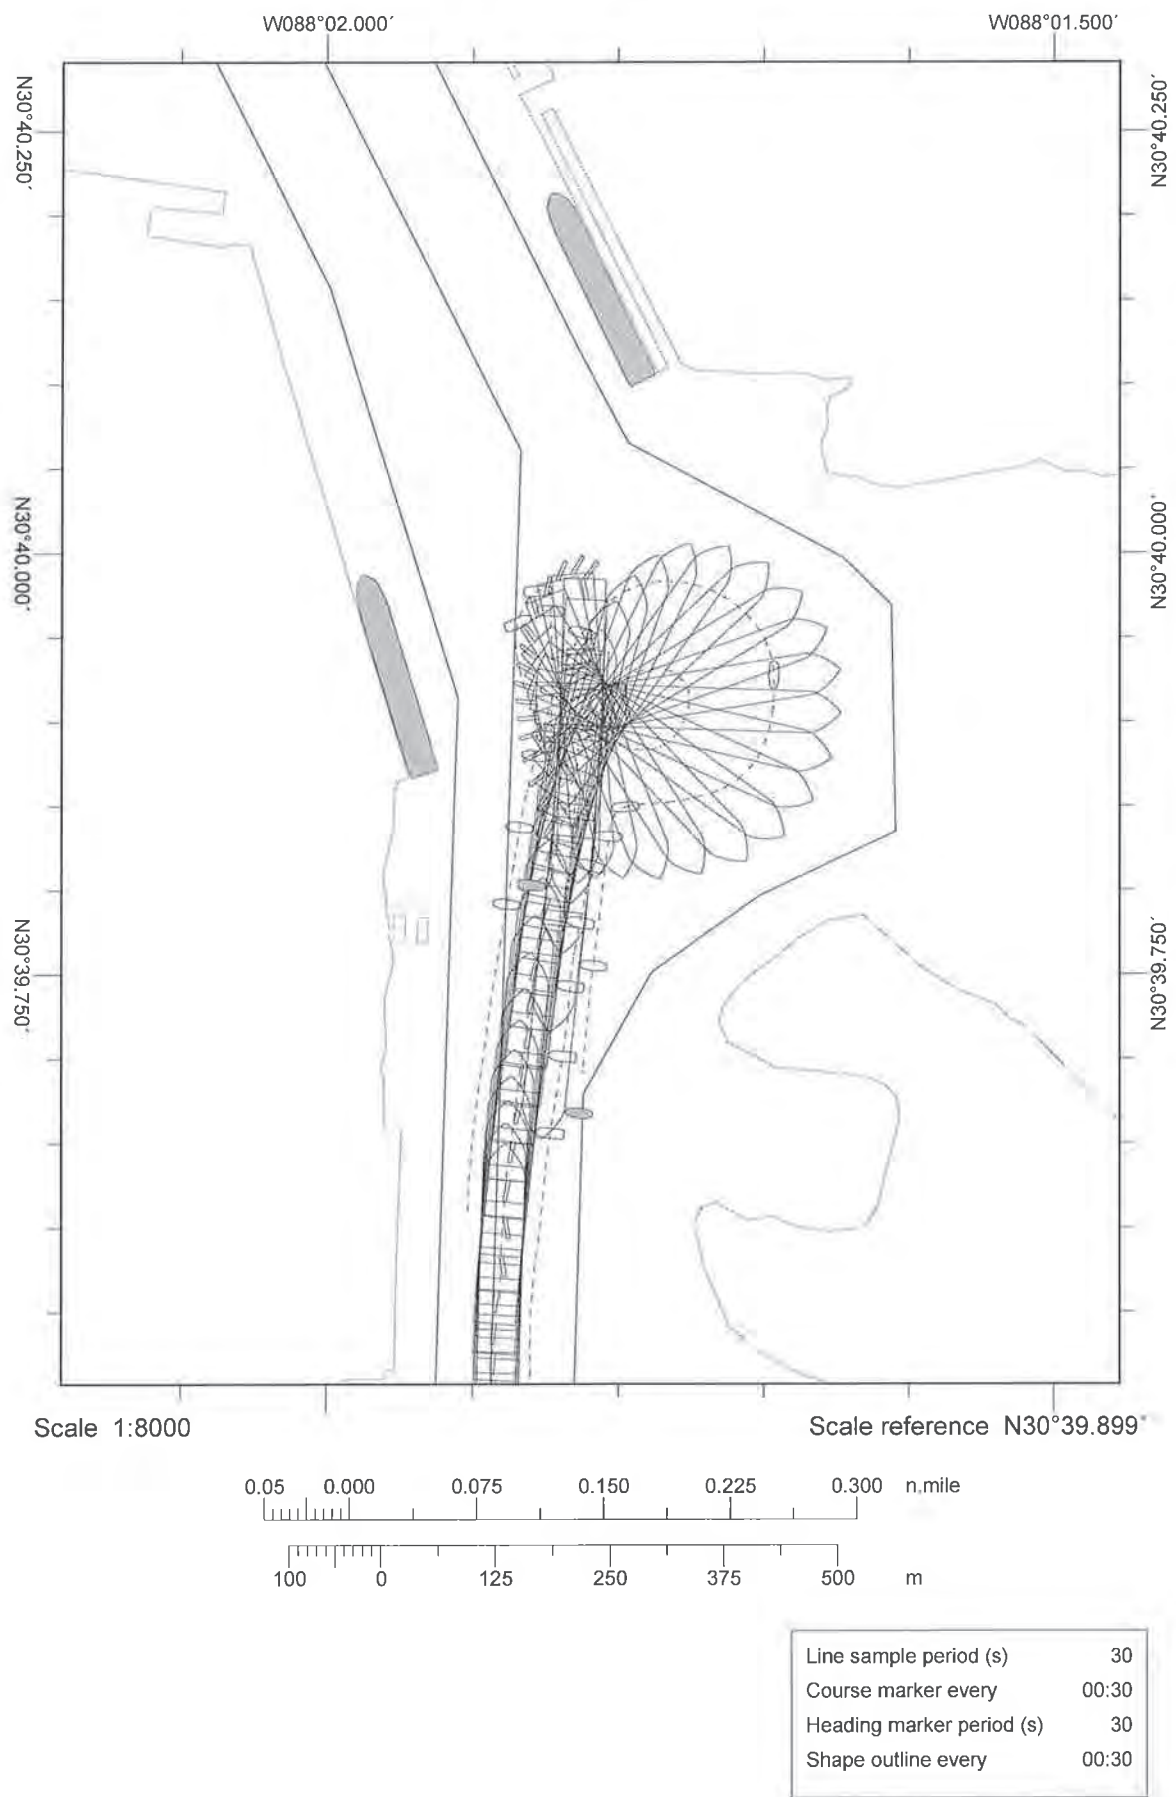 W088°02.000´ W088°01.500´
N30°40.250´ N30°40.250´
N30°40.000´ N30°40.000´
N30°39.750´ N30°39.750´
Scale 1:8000 Scale reference N30°39.899´
0.05 0.000 0.075 0.150 0.225 0.300 n.mile
100 0 125 250 375 500 m
Line sample period (s) 30
Course marker every 00:30
Heading marker period (s) 30
Shape outline every 00:30